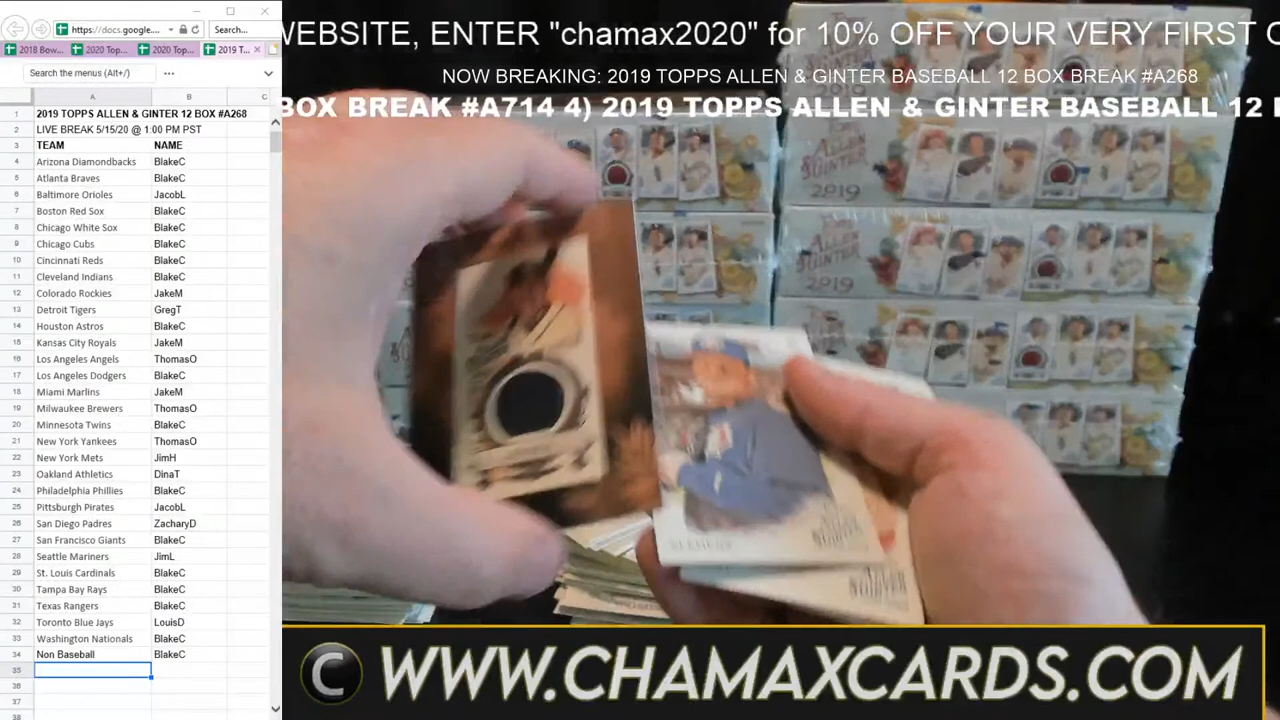 https://docs.google....
Search...
2018 Bow...
2020 Top...
2020 Top...
2019 T...
Search the menus (Alt+/)
A B C
1 2019 TOPPS ALLEN & GINTER 12 BOX #A268
2 LIVE BREAK 5/15/20 @ 1:00 PM PST
3 TEAM NAME
4 Arizona Diamondbacks BlakeC
5 Atlanta Braves BlakeC
6 Baltimore Orioles JacobL
7 Boston Red Sox BlakeC
8 Chicago White Sox BlakeC
9 Chicago Cubs BlakeC
10 Cincinnati Reds BlakeC
11 Cleveland Indians BlakeC
12 Colorado Rockies JakeM
13 Detroit Tigers GregT
14 Houston Astros BlakeC
15 Kansas City Royals JakeM
16 Los Angeles Angels ThomasO
17 Los Angeles Dodgers BlakeC
18 Miami Marlins JakeM
19 Milwaukee Brewers ThomasO
20 Minnesota Twins BlakeC
21 New York Yankees ThomasO
22 New York Mets JimH
23 Oakland Athletics DinaT
24 Philadelphia Phillies BlakeC
25 Pittsburgh Pirates JacobL
26 San Diego Padres ZacharyD
27 San Francisco Giants BlakeC
28 Seattle Mariners JimL
29 St. Louis Cardinals BlakeC
30 Tampa Bay Rays BlakeC
31 Texas Rangers BlakeC
32 Toronto Blue Jays LouisD
33 Washington Nationals BlakeC
34 Non Baseball BlakeC
35
36
37
38
WEBSITE, ENTER "chamax2020" for 10% OFF YOUR VERY FIRST
NOW BREAKING: 2019 TOPPS ALLEN & GINTER BASEBALL 12 BOX BREAK #A268
BOX BREAK #A714 4) 2019 TOPPS ALLEN & GINTER BASEBALL 12
ALLEN
& GINTER
2019
ALLEN
& GINTER
2019
C WWW.CHAMAXCARDS.COM